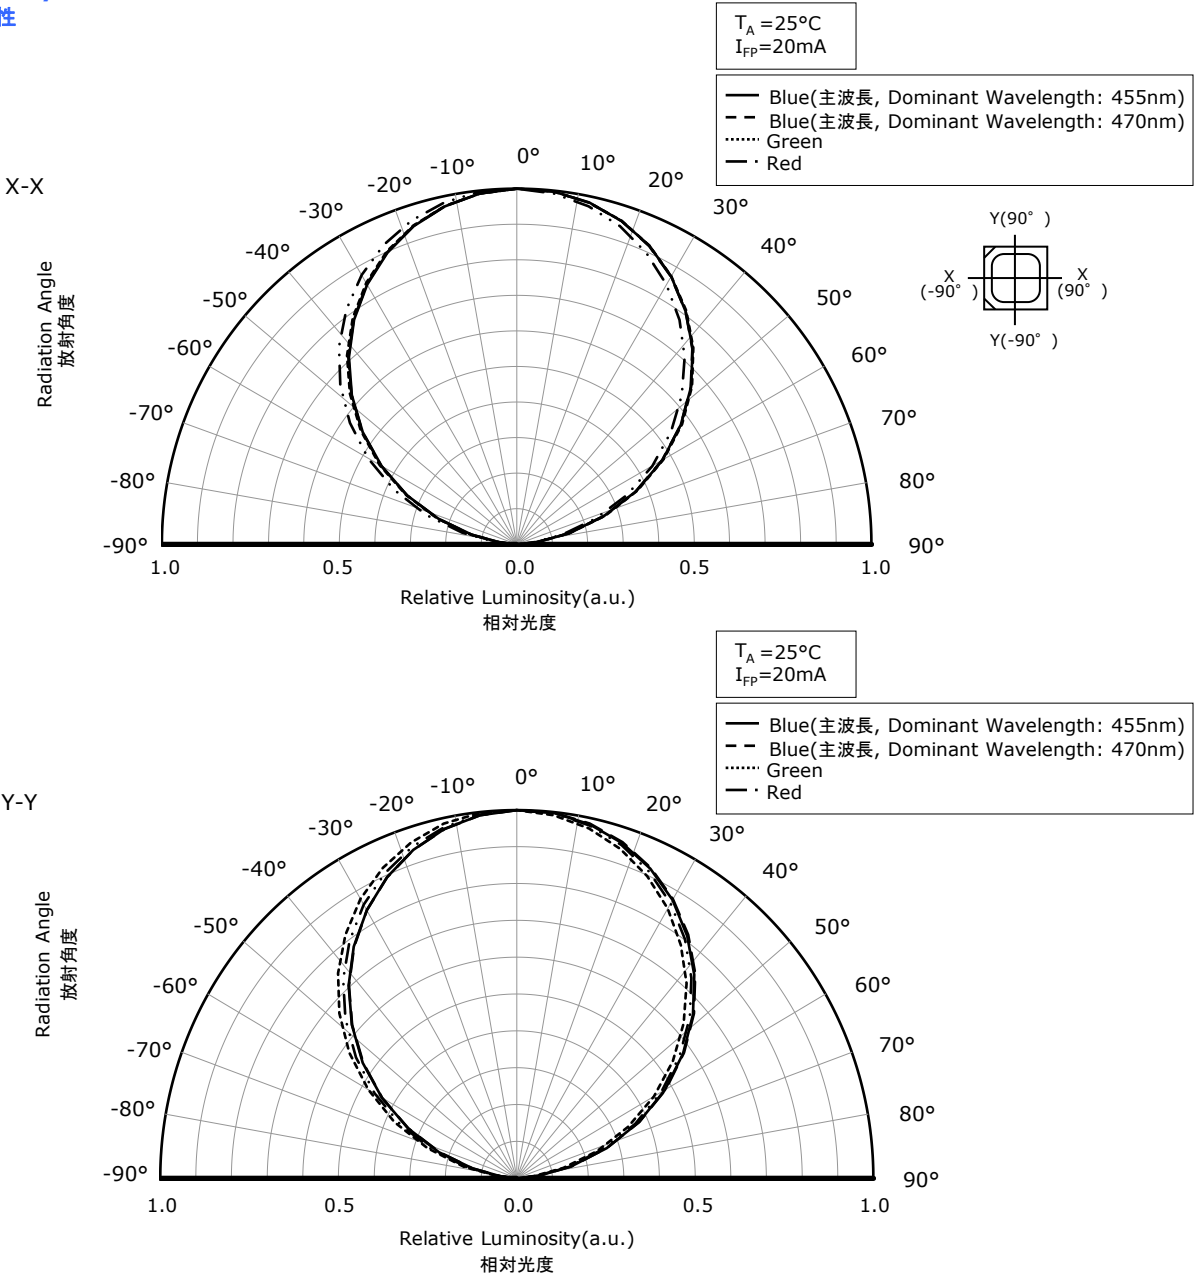 性
T_A =25°C
I_FP=20mA
Blue(主波長, Dominant Wavelength: 455nm)
Blue(主波長, Dominant Wavelength: 470nm)
Green
Red
X-X
-90°
-80°
-70°
-60°
-50°
-40°
-30°
-20°
-10°
0°
10°
20°
30°
40°
50°
60°
70°
80°
90°
Radiation Angle
放射角度
Y(90° )
X
(-90° )
X
(90° )
Y(-90° )
1.0
0.5
0.0
0.5
1.0
Relative Luminosity(a.u.)
相対光度
T_A =25°C
I_FP=20mA
Blue(主波長, Dominant Wavelength: 455nm)
Blue(主波長, Dominant Wavelength: 470nm)
Green
Red
Y-Y
-90°
-80°
-70°
-60°
-50°
-40°
-30°
-20°
-10°
0°
10°
20°
30°
40°
50°
60°
70°
80°
90°
Radiation Angle
放射角度
1.0
0.5
0.0
0.5
1.0
Relative Luminosity(a.u.)
相対光度